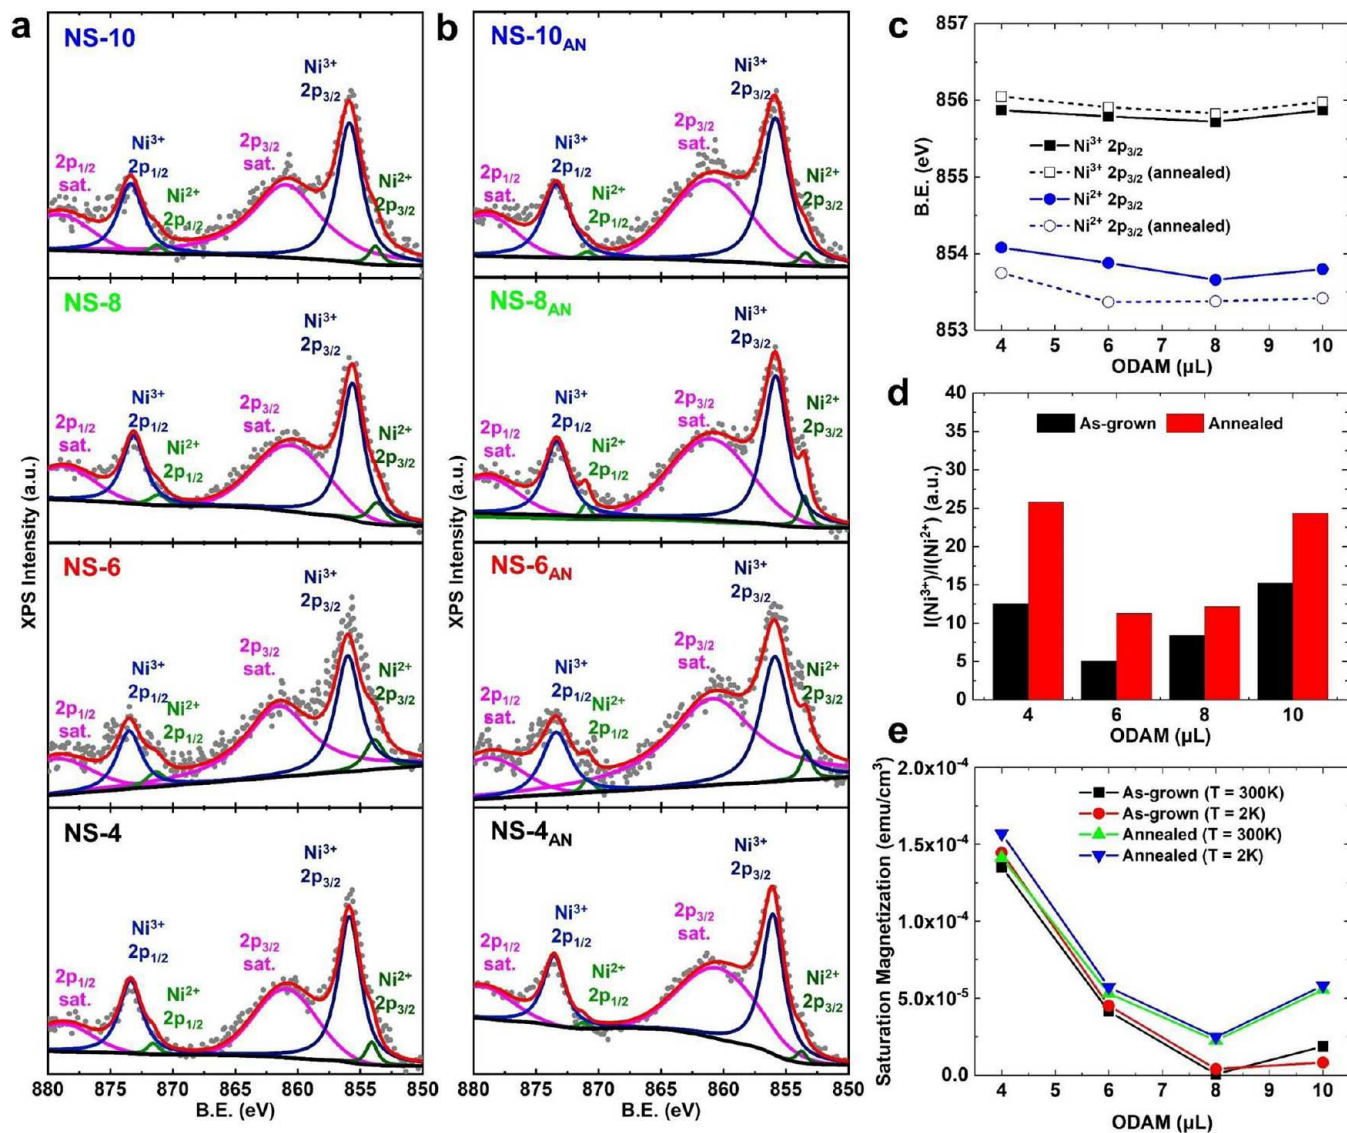 a
NS-10
Ni³⁺
2p₃/₂
2p₁/₂
sat.
Ni³⁺
2p₁/₂
Ni²⁺
2p₁/₂
2p₃/₂
sat.
Ni²⁺
2p₃/₂
NS-8
Ni³⁺
2p₃/₂
2p₁/₂
sat.
Ni³⁺
2p₁/₂
Ni²⁺
2p₁/₂
2p₃/₂
sat.
Ni²⁺
2p₃/₂
NS-6
Ni³⁺
2p₃/₂
2p₁/₂
sat.
Ni³⁺
2p₁/₂
Ni²⁺
2p₁/₂
2p₃/₂
sat.
Ni²⁺
2p₃/₂
NS-4
Ni³⁺
2p₃/₂
2p₁/₂
sat.
Ni³⁺
2p₁/₂
Ni²⁺
2p₁/₂
2p₃/₂
sat.
Ni²⁺
2p₃/₂
XPS Intensity (a.u.)
880 875 870 865 860 855 850
B.E. (eV)
b
NS-10AN
Ni³⁺
2p₃/₂
2p₁/₂
sat.
Ni³⁺
2p₁/₂
Ni²⁺
2p₁/₂
2p₃/₂
sat.
Ni²⁺
2p₃/₂
NS-8AN
Ni³⁺
2p₃/₂
2p₁/₂
sat.
Ni³⁺
2p₁/₂
Ni²⁺
2p₁/₂
2p₃/₂
sat.
Ni²⁺
2p₃/₂
NS-6AN
Ni³⁺
2p₃/₂
2p₁/₂
sat.
Ni³⁺
2p₁/₂
Ni²⁺
2p₁/₂
2p₃/₂
sat.
Ni²⁺
2p₃/₂
NS-4AN
Ni³⁺
2p₃/₂
2p₁/₂
sat.
Ni³⁺
2p₁/₂
Ni²⁺
2p₁/₂
2p₃/₂
sat.
Ni²⁺
2p₃/₂
XPS Intensity (a.u.)
880 875 870 865 860 855 850
B.E. (eV)
c
857
856
855
854
853
B.E. (eV)
Ni³⁺ 2p₃/₂
Ni³⁺ 2p₃/₂ (annealed)
Ni²⁺ 2p₃/₂
Ni²⁺ 2p₃/₂ (annealed)
4 5 6 7 8 9 10
ODAM (µL)
d
40
35
30
25
20
15
10
5
0
I(Ni³⁺)/I(Ni²⁺) (a.u.)
As-grown Annealed
4 6 8 10
ODAM (µL)
e
2.0x10⁻⁴
1.5x10⁻⁴
1.0x10⁻⁴
5.0x10⁻⁵
0.0
Saturation Magnetization (emu/cm³)
As-grown (T = 300K)
As-grown (T = 2K)
Annealed (T = 300K)
Annealed (T = 2K)
4 5 6 7 8 9 10
ODAM (µL)